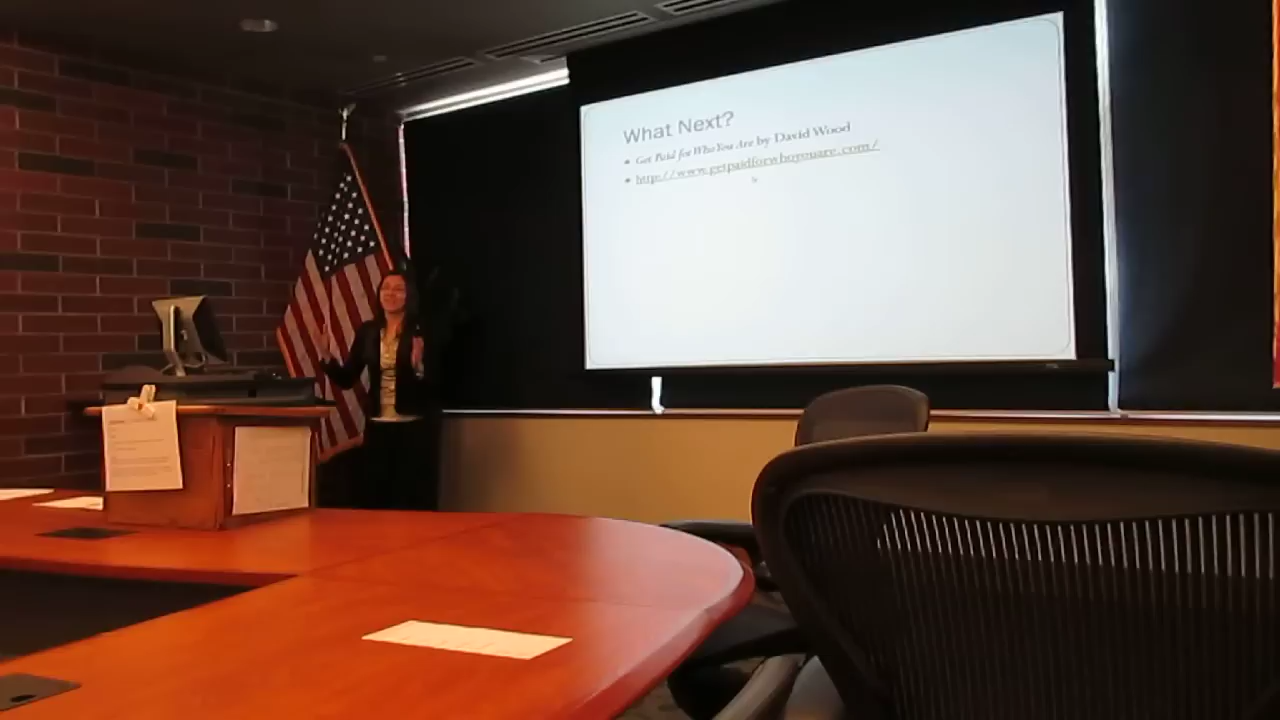 What Next?
• Get Paid for Who You Are by David Wood
• http://www.getpaidforwhoyouare.com/